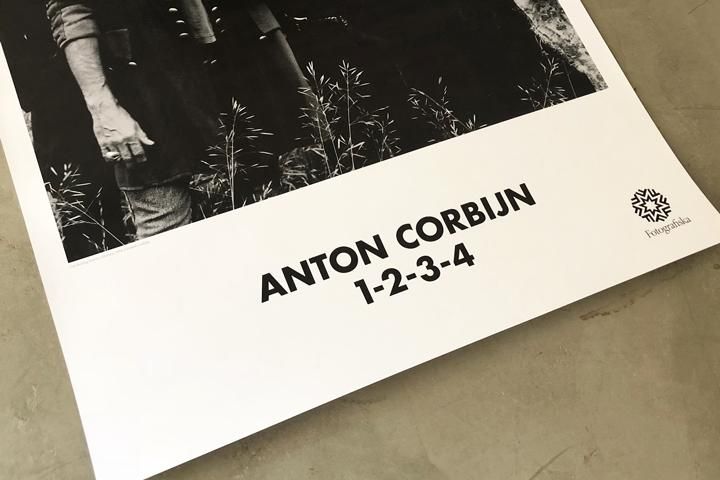 ANTON CORBIJN
1-2-3-4
Fotografiska